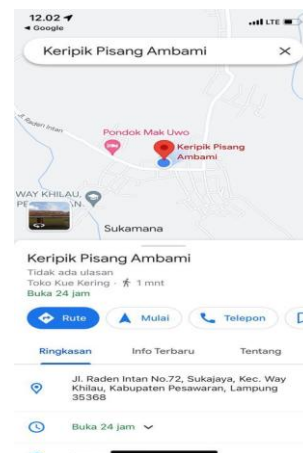 12.02
Google
LTE
Keripik Pisang Ambami
Jl. Raden Intan
Pondok Mak Uwo
Keripik Pisang
Ambami
WAY KHILAU,
Sukamana
Keripik Pisang Ambami
Tidak ada ulasan
Toko Kue Kering · 1 mnt
Buka 24 jam
Rute
Mulai
Telepon
Ringkasan
Info Terbaru
Tentang
Jl. Raden Intan No.72, Sukajaya, Kec. Way
Khilau, Kabupaten Pesawaran, Lampung
35368
Buka 24 jam